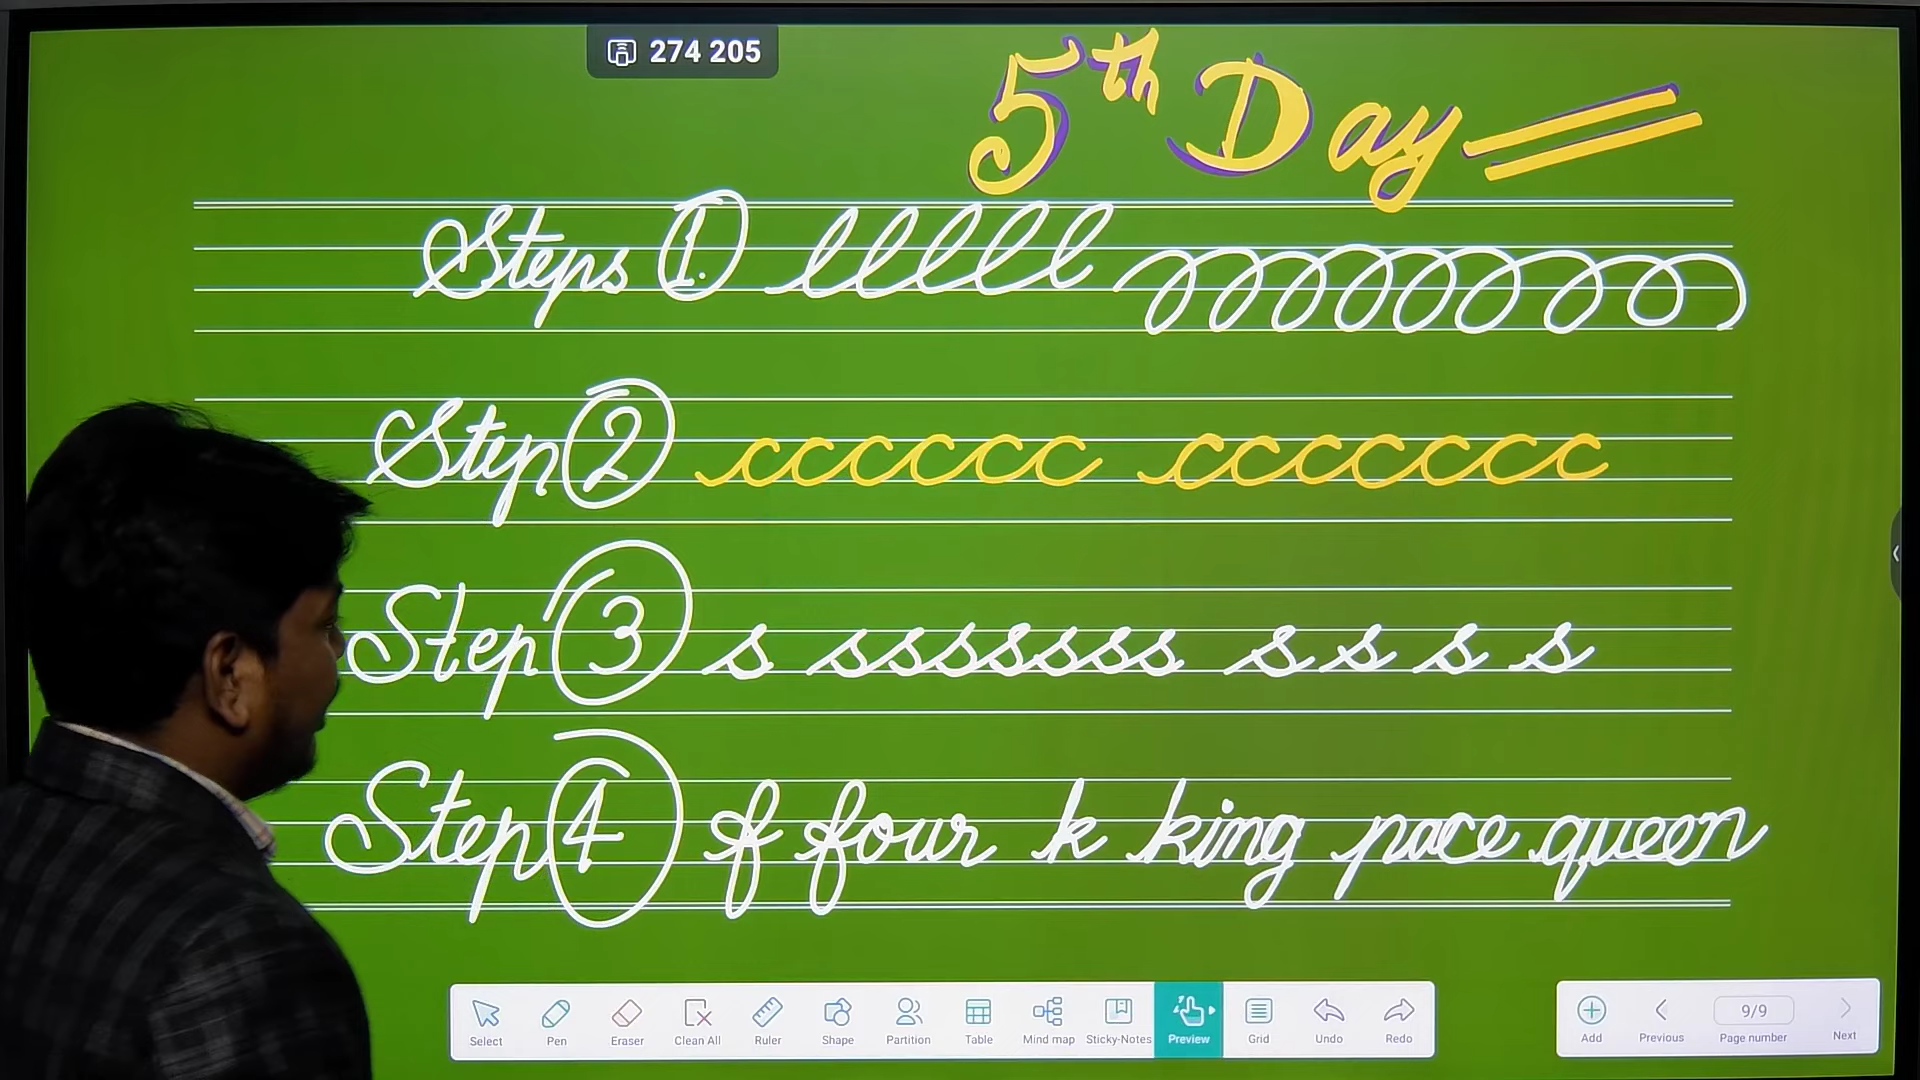 274 205
5th Day
Steps 1. lllll
Step 2 cccccc ccccccc
Step 3 s sssssss s s s s
Step 4 f four k king pace queen
Select Pen Eraser Clean All Ruler Shape Partition Table Mind map Sticky-Notes Preview Grid Undo Redo
Add Previous 9/9 Page number Next